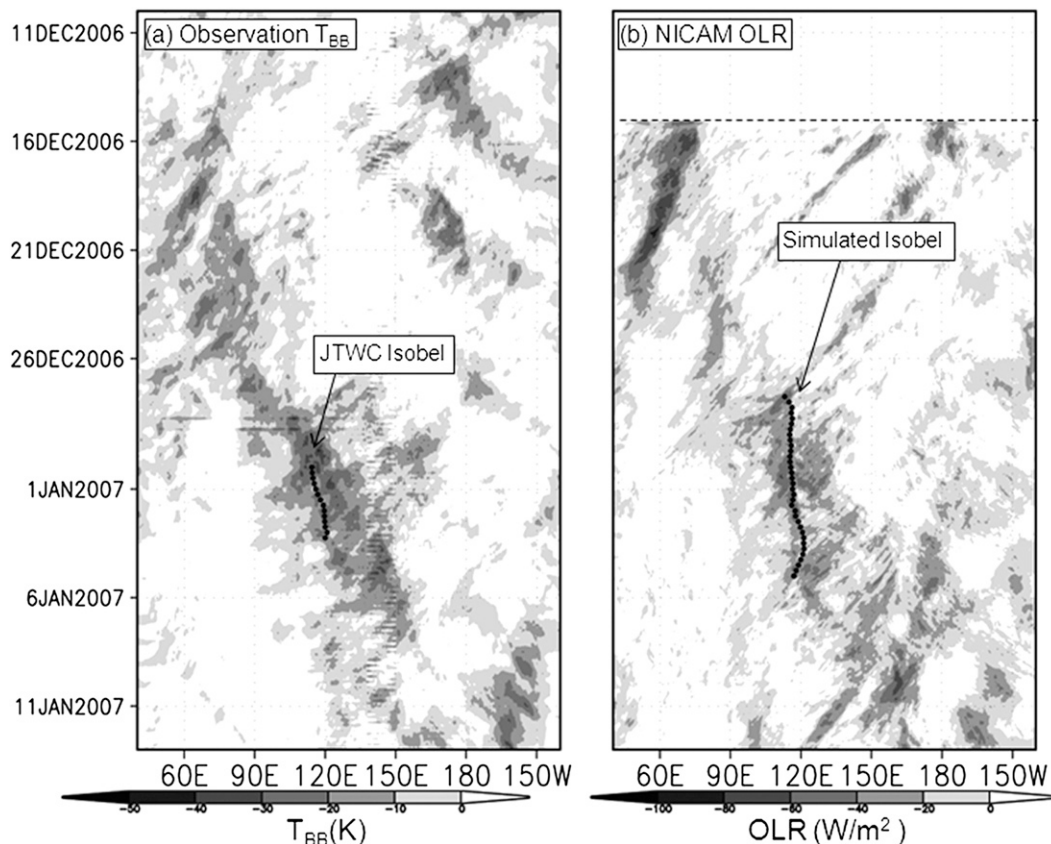 (a) Observation T_BB
(b) NICAM OLR
11DEC2006
16DEC2006
21DEC2006
26DEC2006
1JAN2007
6JAN2007
11JAN2007
JTWC Isobel
Simulated Isobel
60E 90E 120E 150E 180 150W
60E 90E 120E 150E 180 150W
-50 -40 -30 -20 -10 0
-100 -80 -60 -40 -20 0
T_BB(K)
OLR (W/m²)